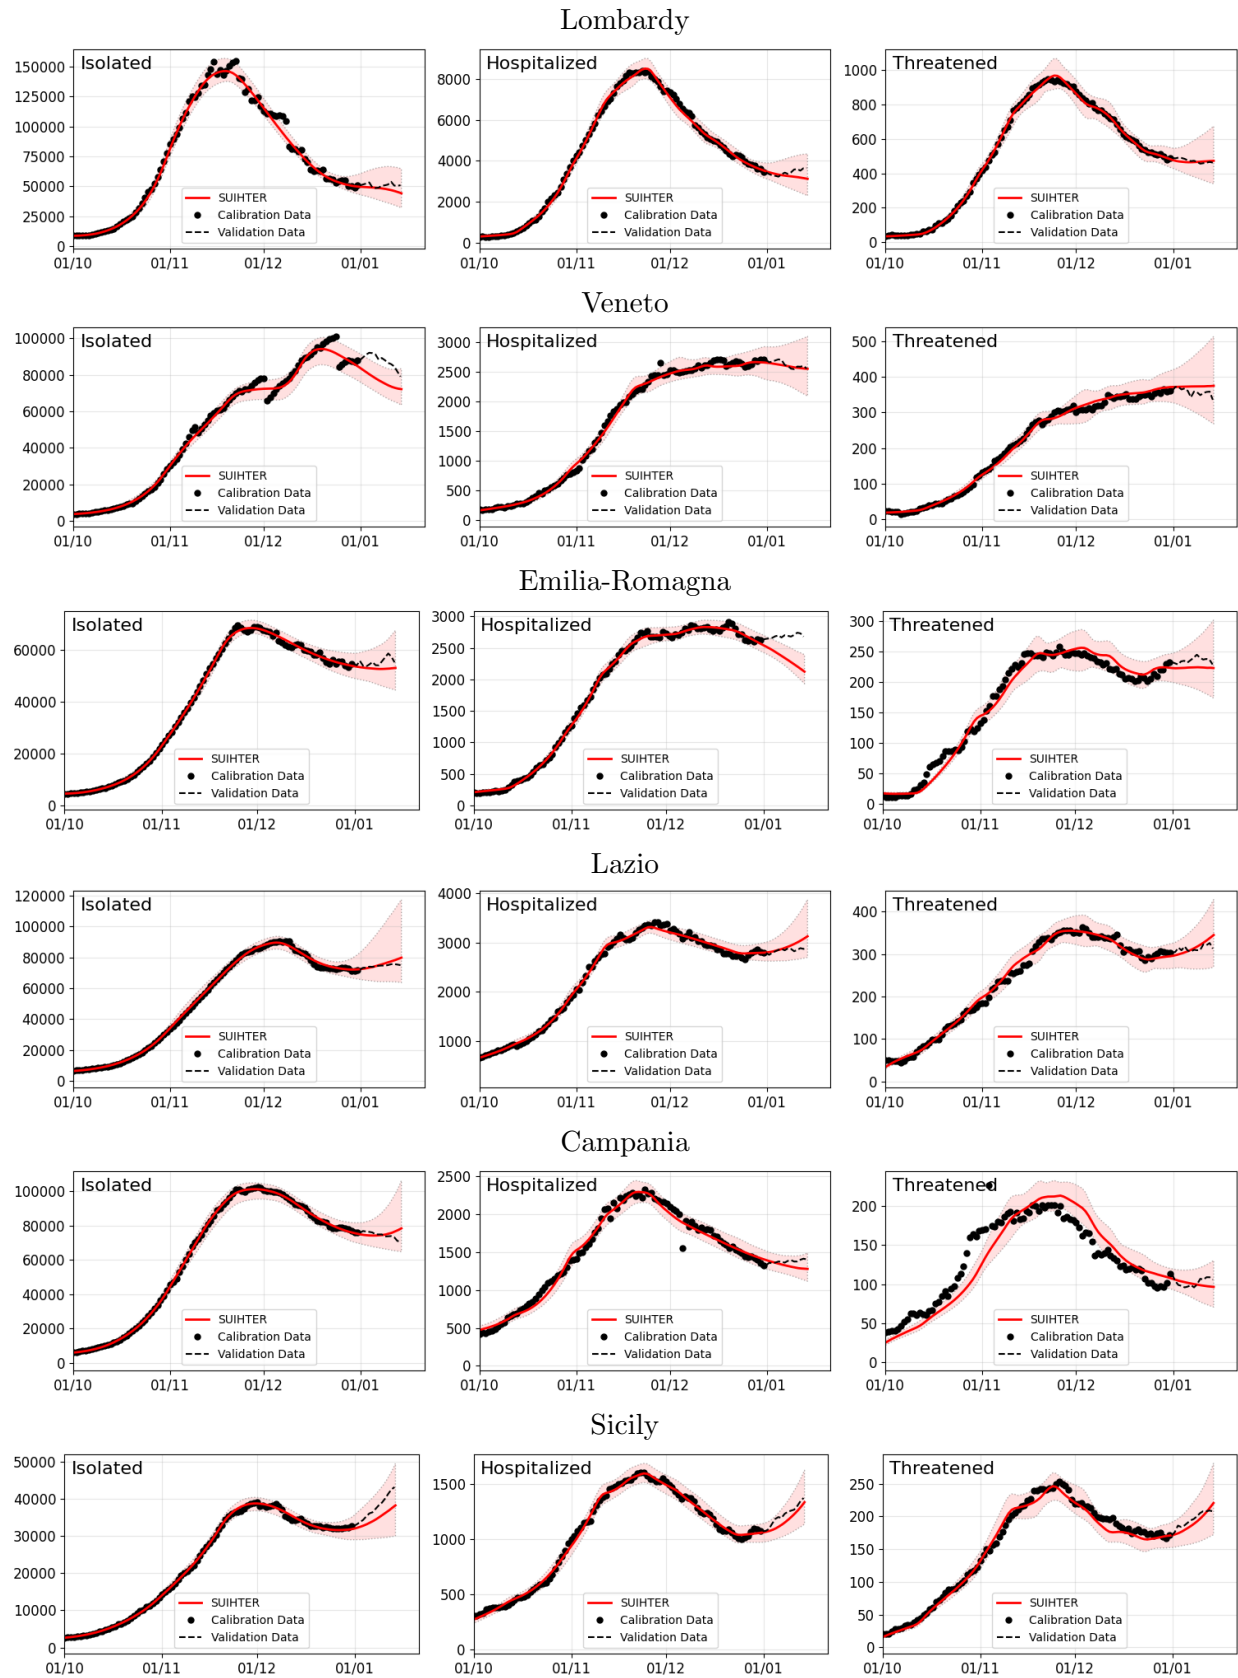 Lombardy
Isolated
150000
125000
100000
75000
50000
25000
0
SUIHTER
Calibration Data
Validation Data
01/10 01/11 01/12 01/01
Hospitalized
8000
6000
4000
2000
0
SUIHTER
Calibration Data
Validation Data
01/10 01/11 01/12 01/01
Threatened
1000
800
600
400
200
0
SUIHTER
Calibration Data
Validation Data
01/10 01/11 01/12 01/01
Veneto
Isolated
100000
80000
60000
40000
20000
0
SUIHTER
Calibration Data
Validation Data
01/10 01/11 01/12 01/01
Hospitalized
3000
2500
2000
1500
1000
500
0
SUIHTER
Calibration Data
Validation Data
01/10 01/11 01/12 01/01
Threatened
500
400
300
200
100
0
SUIHTER
Calibration Data
Validation Data
01/10 01/11 01/12 01/01
Emilia-Romagna
Isolated
60000
40000
20000
0
SUIHTER
Calibration Data
Validation Data
01/10 01/11 01/12 01/01
Hospitalized
3000
2500
2000
1500
1000
500
0
SUIHTER
Calibration Data
Validation Data
01/10 01/11 01/12 01/01
Threatened
300
250
200
150
100
50
0
SUIHTER
Calibration Data
Validation Data
01/10 01/11 01/12 01/01
Lazio
Isolated
120000
100000
80000
60000
40000
20000
0
SUIHTER
Calibration Data
Validation Data
01/10 01/11 01/12 01/01
Hospitalized
4000
3000
2000
1000
SUIHTER
Calibration Data
Validation Data
01/10 01/11 01/12 01/01
Threatened
400
300
200
100
0
SUIHTER
Calibration Data
Validation Data
01/10 01/11 01/12 01/01
Campania
Isolated
100000
80000
60000
40000
20000
0
SUIHTER
Calibration Data
Validation Data
01/10 01/11 01/12 01/01
Hospitalized
2500
2000
1500
1000
500
0
SUIHTER
Calibration Data
Validation Data
01/10 01/11 01/12 01/01
Threatened
200
150
100
50
0
SUIHTER
Calibration Data
Validation Data
01/10 01/11 01/12 01/01
Sicily
Isolated
50000
40000
30000
20000
10000
0
SUIHTER
Calibration Data
Validation Data
01/10 01/11 01/12 01/01
Hospitalized
1500
1000
500
0
SUIHTER
Calibration Data
Validation Data
01/10 01/11 01/12 01/01
Threatened
250
200
150
100
50
0
SUIHTER
Calibration Data
Validation Data
01/10 01/11 01/12 01/01